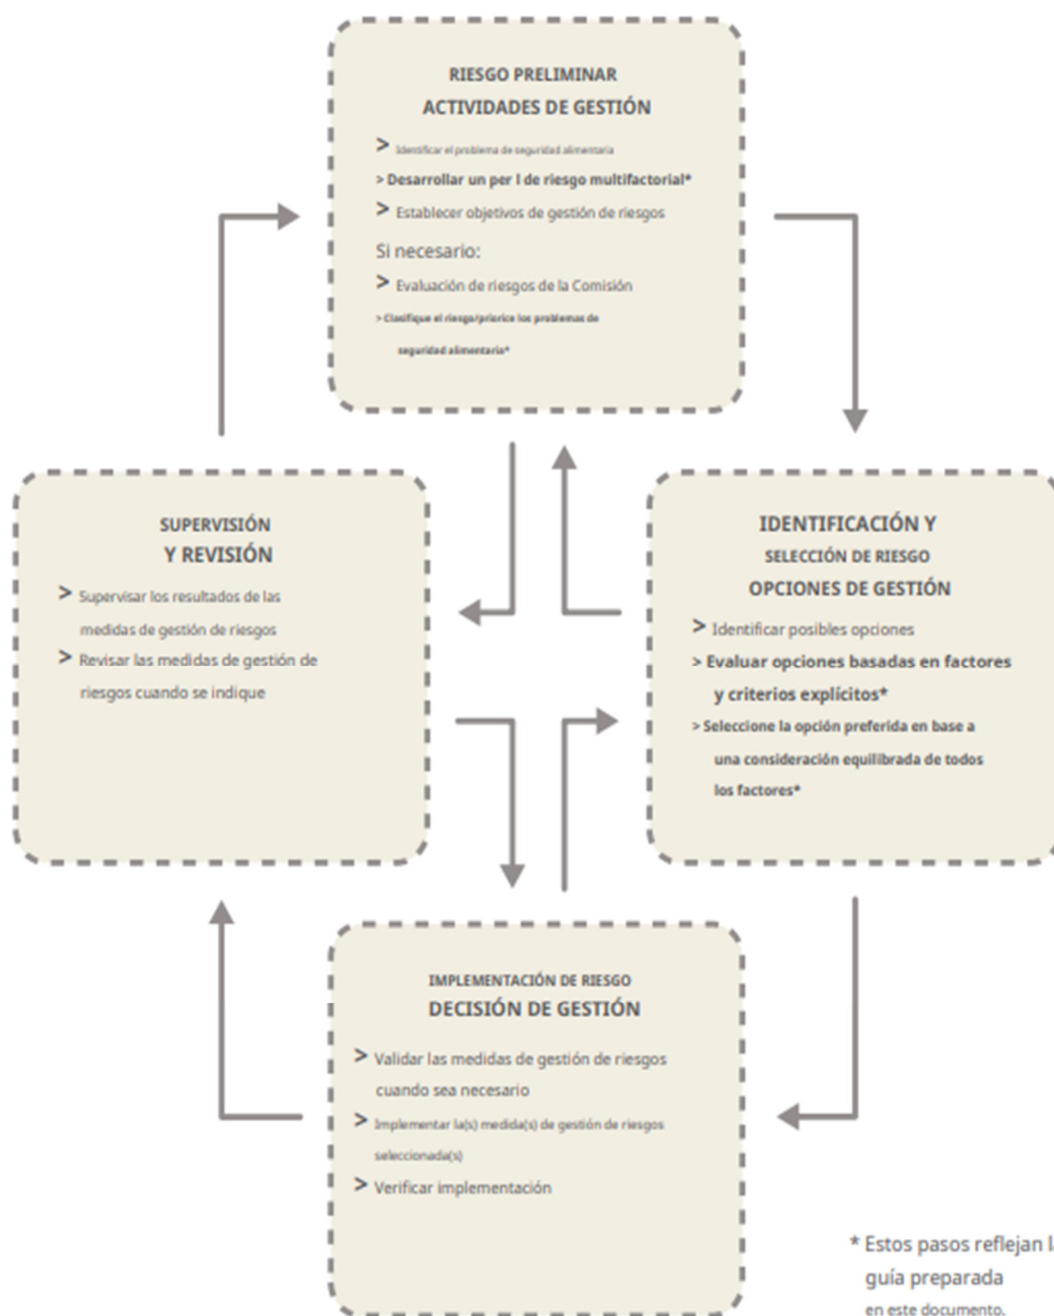 RIESGO PRELIMINAR
ACTIVIDADES DE GESTIÓN
> Identificar el problema de seguridad alimentaria
> Desarrollar un per l de riesgo multifactorial*
> Establecer objetivos de gestión de riesgos
Si necesario:
> Evaluación de riesgos de la Comisión
> Clasifique el riesgo/priorice los problemas de
seguridad alimentaria*
SUPERVISIÓN
Y REVISIÓN
> Supervisar los resultados de las
medidas de gestión de riesgos
> Revisar las medidas de gestión de
riesgos cuando se indique
IDENTIFICACIÓN Y
SELECCIÓN DE RIESGO
OPCIONES DE GESTIÓN
> Identificar posibles opciones
> Evaluar opciones basadas en factores
y criterios explícitos*
> Seleccione la opción preferida en base a
una consideración equilibrada de todos
los factores*
IMPLEMENTACIÓN DE RIESGO
DECISIÓN DE GESTIÓN
> Validar las medidas de gestión de riesgos
cuando sea necesario
> Implementar la(s) medida(s) de gestión de riesgos
seleccionada(s)
> Verificar implementación
* Estos pasos reflejan
guía preparada
en este documento.